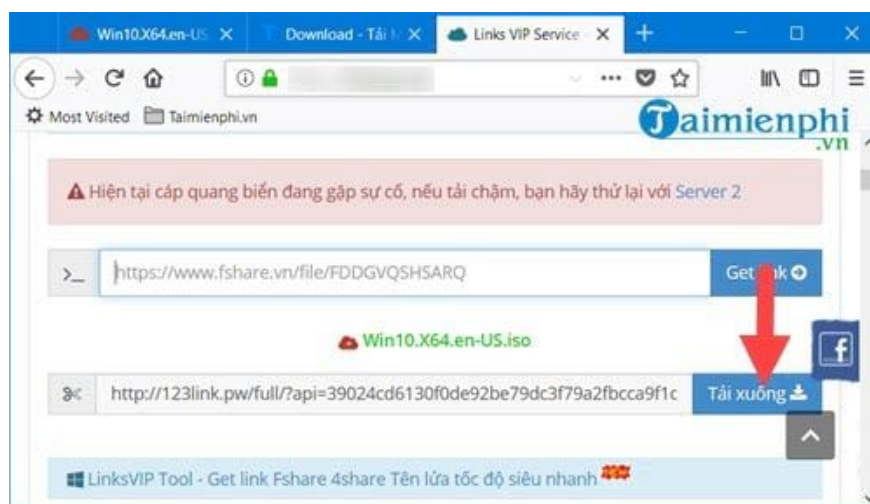 Win10.X64.en-US
Download - Tải M
Links VIP Service -
Most Visited
Taimienphi.vn
Taimienphi
.vn
Hiện tại cáp quang biển đang gặp sự cố, nếu tải chậm, bạn hãy thử lại với Server 2
>_
https://www.fshare.vn/file/FDDGVQSHSARQ
Get
Win10.X64.en-US.iso
http://123link.pw/full/?api=39024cd6130f0de92be79dc3f79a2fbcca9f1c
Tải xuống
f
LinksVIP Tool - Get link Fshare 4share Tên lửa tốc độ siêu nhanh